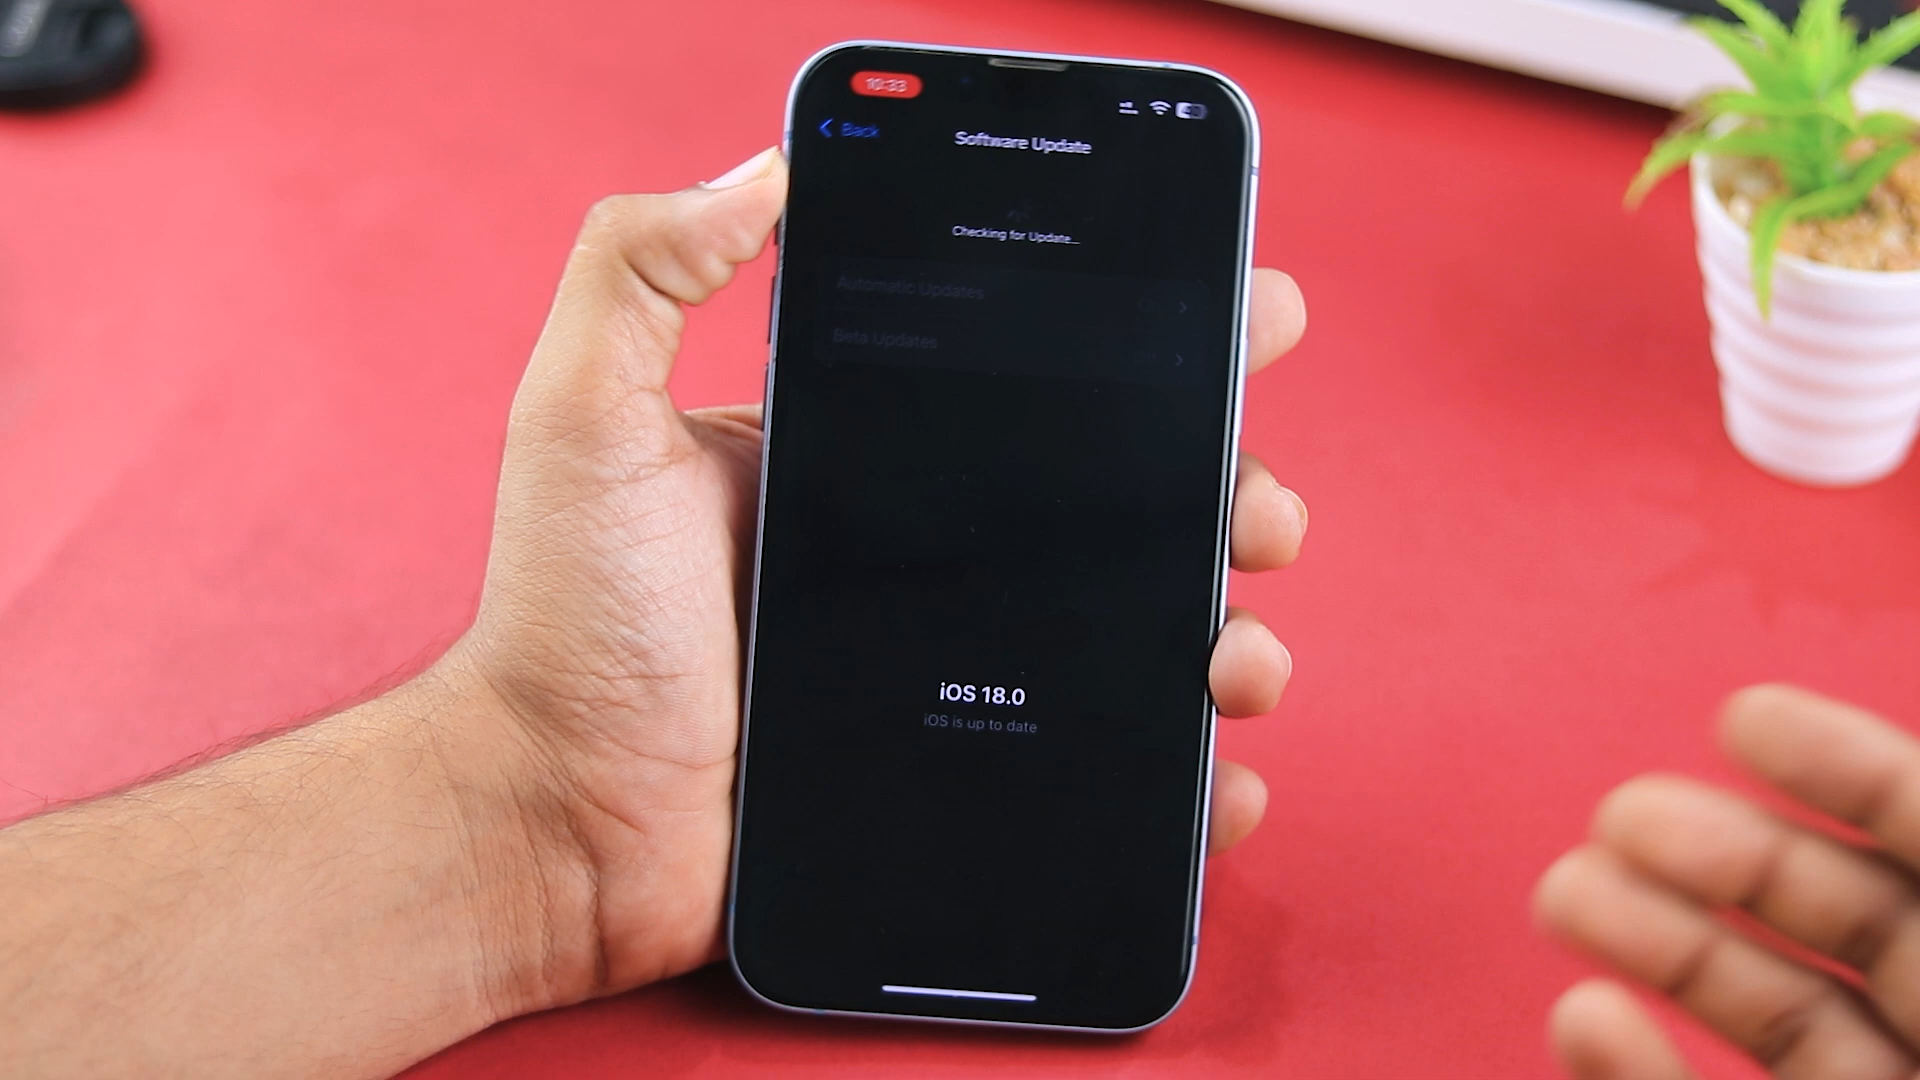 10:33
Back
Software Update
Checking for Update...
Automatic Updates
Beta Updates
iOS 18.0
iOS is up to date